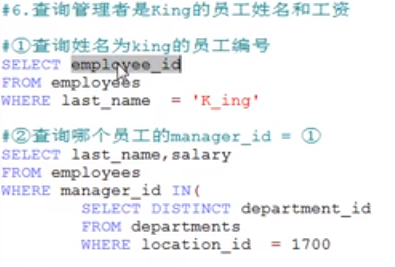 #6.查询管理者是King的员工姓名和工资
#①查询姓名为king的员工编号
SELECT employee_id
FROM employees
WHERE last_name  = 'K_ing'
#②查询哪个员工的manager_id = ①
SELECT last_name,salary
FROM employees
WHERE manager_id IN(
SELECT DISTINCT department_id
FROM departments
WHERE location_id  = 1700